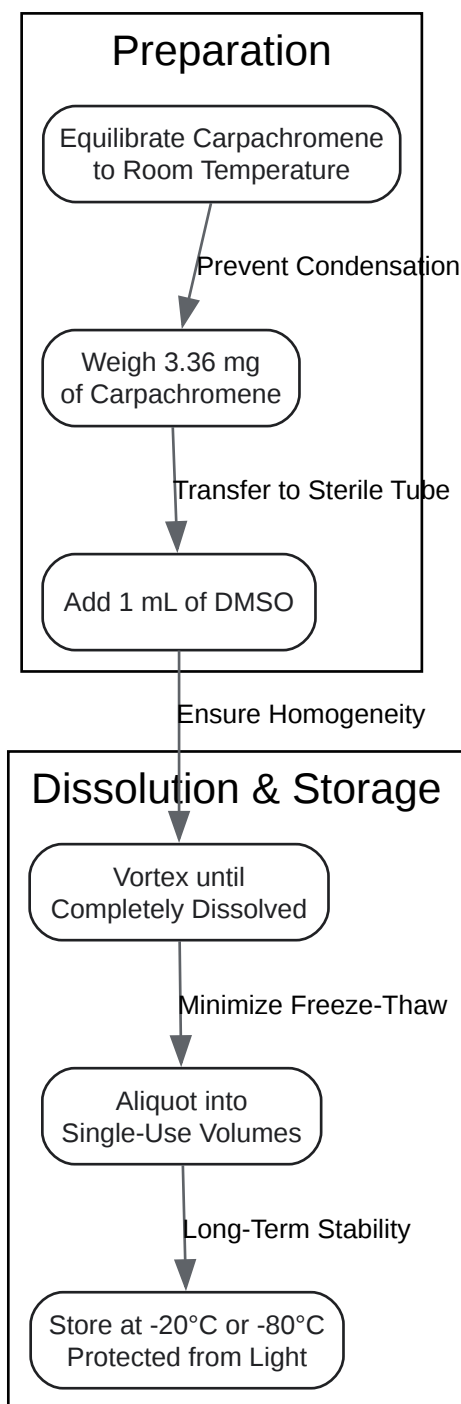 Preparation
Equilibrate Carpachromene
to Room Temperature
Prevent Condensation
Weigh 3.36 mg
of Carpachromene
Transfer to Sterile Tube
Add 1 mL of DMSO
Ensure Homogeneity
Dissolution & Storage
Vortex until
Completely Dissolved
Minimize Freeze-Thaw
Aliquot into
Single-Use Volumes
Long-Term Stability
Store at -20°C or -80°C
Protected from Light